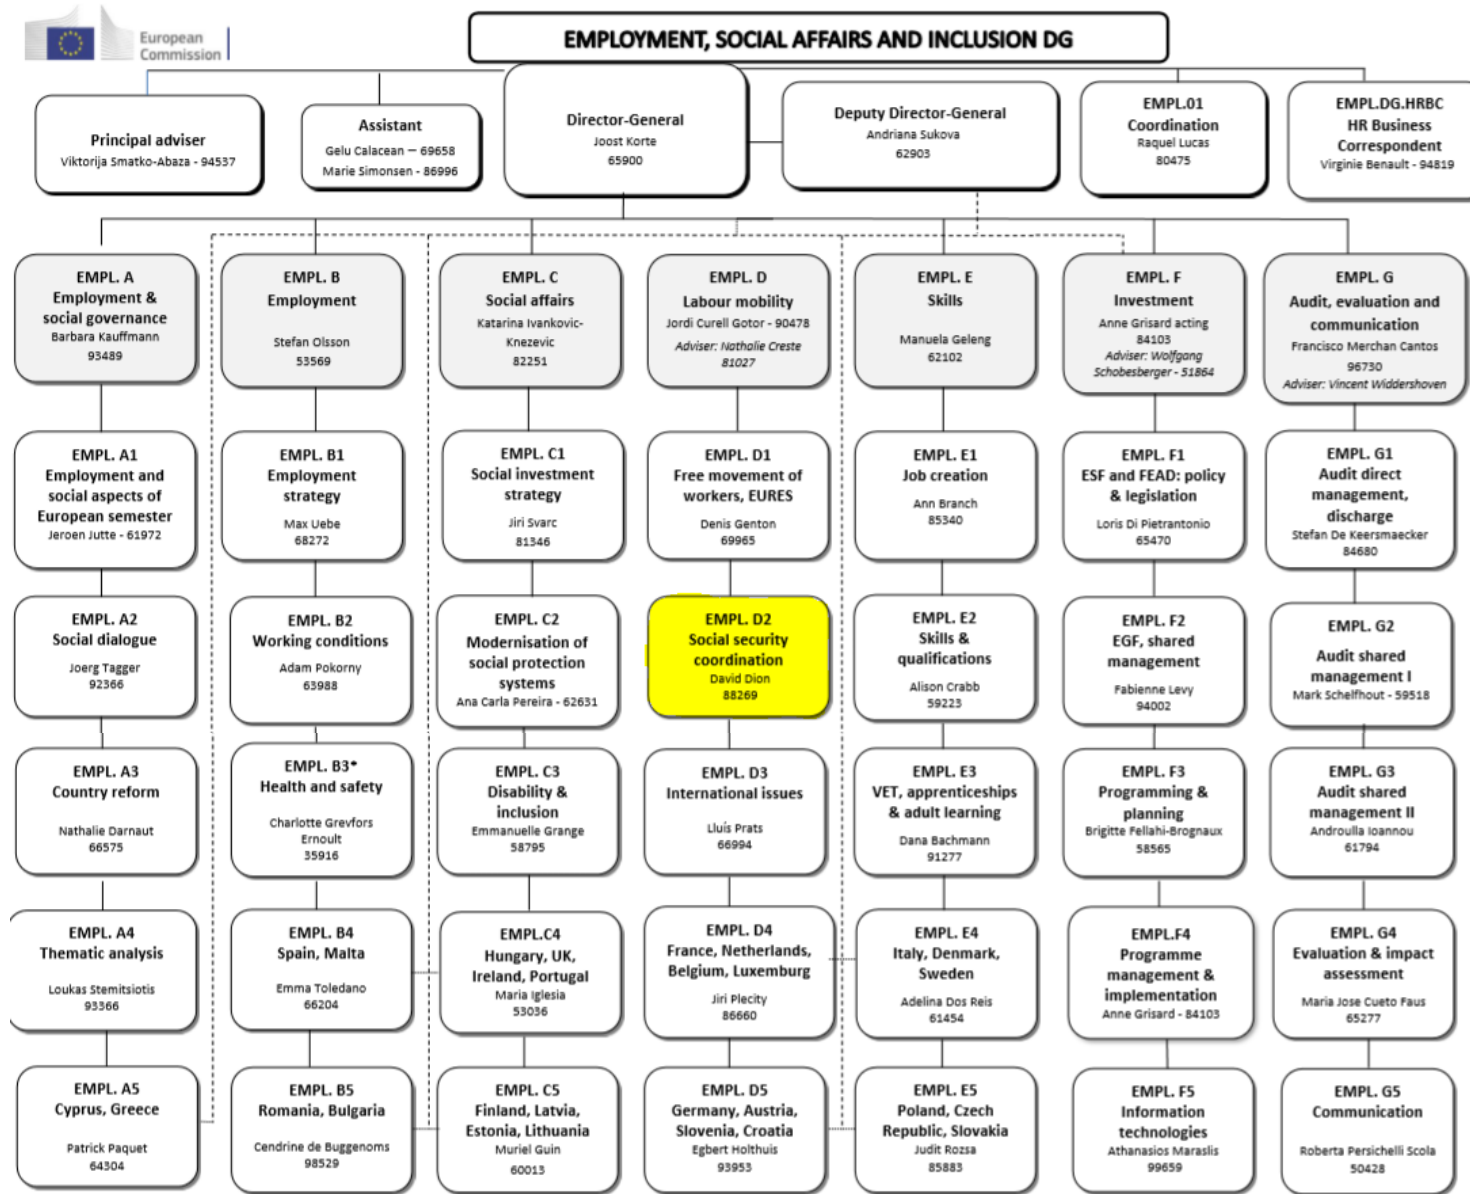 European
Commission
EMPLOYMENT, SOCIAL AFFAIRS AND INCLUSION DG
Principal adviser
Viktorija Smatko-Abaza - 94537
Assistant
Gelu Calacean — 69658
Marie Simonsen - 86996
Director-General
Joost Korte
65900
Deputy Director-General
Andriana Sukova
62903
EMPL.01
Coordination
Raquel Lucas
80475
EMPL.DG.HRBC
HR Business
Correspondent
Virginie Benault - 94819
EMPL. A
Employment &
social governance
Barbara Kauffmann
93489
EMPL. B
Employment
Stefan Olsson
53569
EMPL. C
Social affairs
Katarina Ivankovic-
Knezevic
82251
EMPL. D
Labour mobility
Jordi Curell Gotor - 90478
Adviser: Nathalie Creste
81027
EMPL. E
Skills
Manuela Geleng
62102
EMPL. F
Investment
Anne Grisard acting
84103
Adviser: Wolfgang
Schobesberger - 51864
EMPL. G
Audit, evaluation and
communication
Francisco Merchan Cantos
96730
Adviser: Vincent Widdershoven
EMPL. A1
Employment and
social aspects of
European semester
Jeroen Jutte - 61972
EMPL. B1
Employment
strategy
Max Uebe
68272
EMPL. C1
Social investment
strategy
Jiri Svarc
81346
EMPL. D1
Free movement of
workers, EURES
Denis Genton
69965
EMPL. E1
Job creation
Ann Branch
85340
EMPL. F1
ESF and FEAD: policy
& legislation
Loris Di Pietrantonio
65470
EMPL. G1
Audit direct
management,
discharge
Stefan De Keersmaecker
84680
EMPL. A2
Social dialogue
Joerg Tagger
92366
EMPL. B2
Working conditions
Adam Pokorny
63988
EMPL. C2
Modernisation of
social protection
systems
Ana Carla Pereira - 62631
EMPL. D2
Social security
coordination
David Dion
88269
EMPL. E2
Skills &
qualifications
Alison Crabb
59223
EMPL. F2
EGF, shared
management
Fabienne Levy
94002
EMPL. G2
Audit shared
management I
Mark Schelfhout - 59518
EMPL. A3
Country reform
Nathalie Darnaut
66575
EMPL. B3*
Health and safety
Charlotte Grevfors
Ernoult
35916
EMPL. C3
Disability &
inclusion
Emmanuelle Grange
58795
EMPL. D3
International issues
Lluís Prats
66994
EMPL. E3
VET, apprenticeships
& adult learning
Dana Bachmann
91277
EMPL. F3
Programming &
planning
Brigitte Fellahi-Brognaux
58565
EMPL. G3
Audit shared
management II
Androulla Ioannou
61794
EMPL. A4
Thematic analysis
Loukas Stemitsiotis
93366
EMPL. B4
Spain, Malta
Emma Toledano
66204
EMPL.C4
Hungary, UK,
Ireland, Portugal
Maria Iglesia
53036
EMPL. D4
France, Netherlands,
Belgium, Luxemburg
Jiri Plecity
86660
EMPL. E4
Italy, Denmark,
Sweden
Adelina Dos Reis
61454
EMPL.F4
Programme
management &
implementation
Anne Grisard - 84103
EMPL. G4
Evaluation & impact
assessment
Maria Jose Cueto Faus
65277
EMPL. A5
Cyprus, Greece
Patrick Paquet
64304
EMPL. B5
Romania, Bulgaria
Cendrine de Buggenoms
98529
EMPL. C5
Finland, Latvia,
Estonia, Lithuania
Muriel Guin
60013
EMPL. D5
Germany, Austria,
Slovenia, Croatia
Egbert Holthuis
93953
EMPL. E5
Poland, Czech
Republic, Slovakia
Judit Rozsa
85883
EMPL. F5
Information
technologies
Athanasios Maraslis
99659
EMPL. G5
Communication
Roberta Persichelli Scola
50428